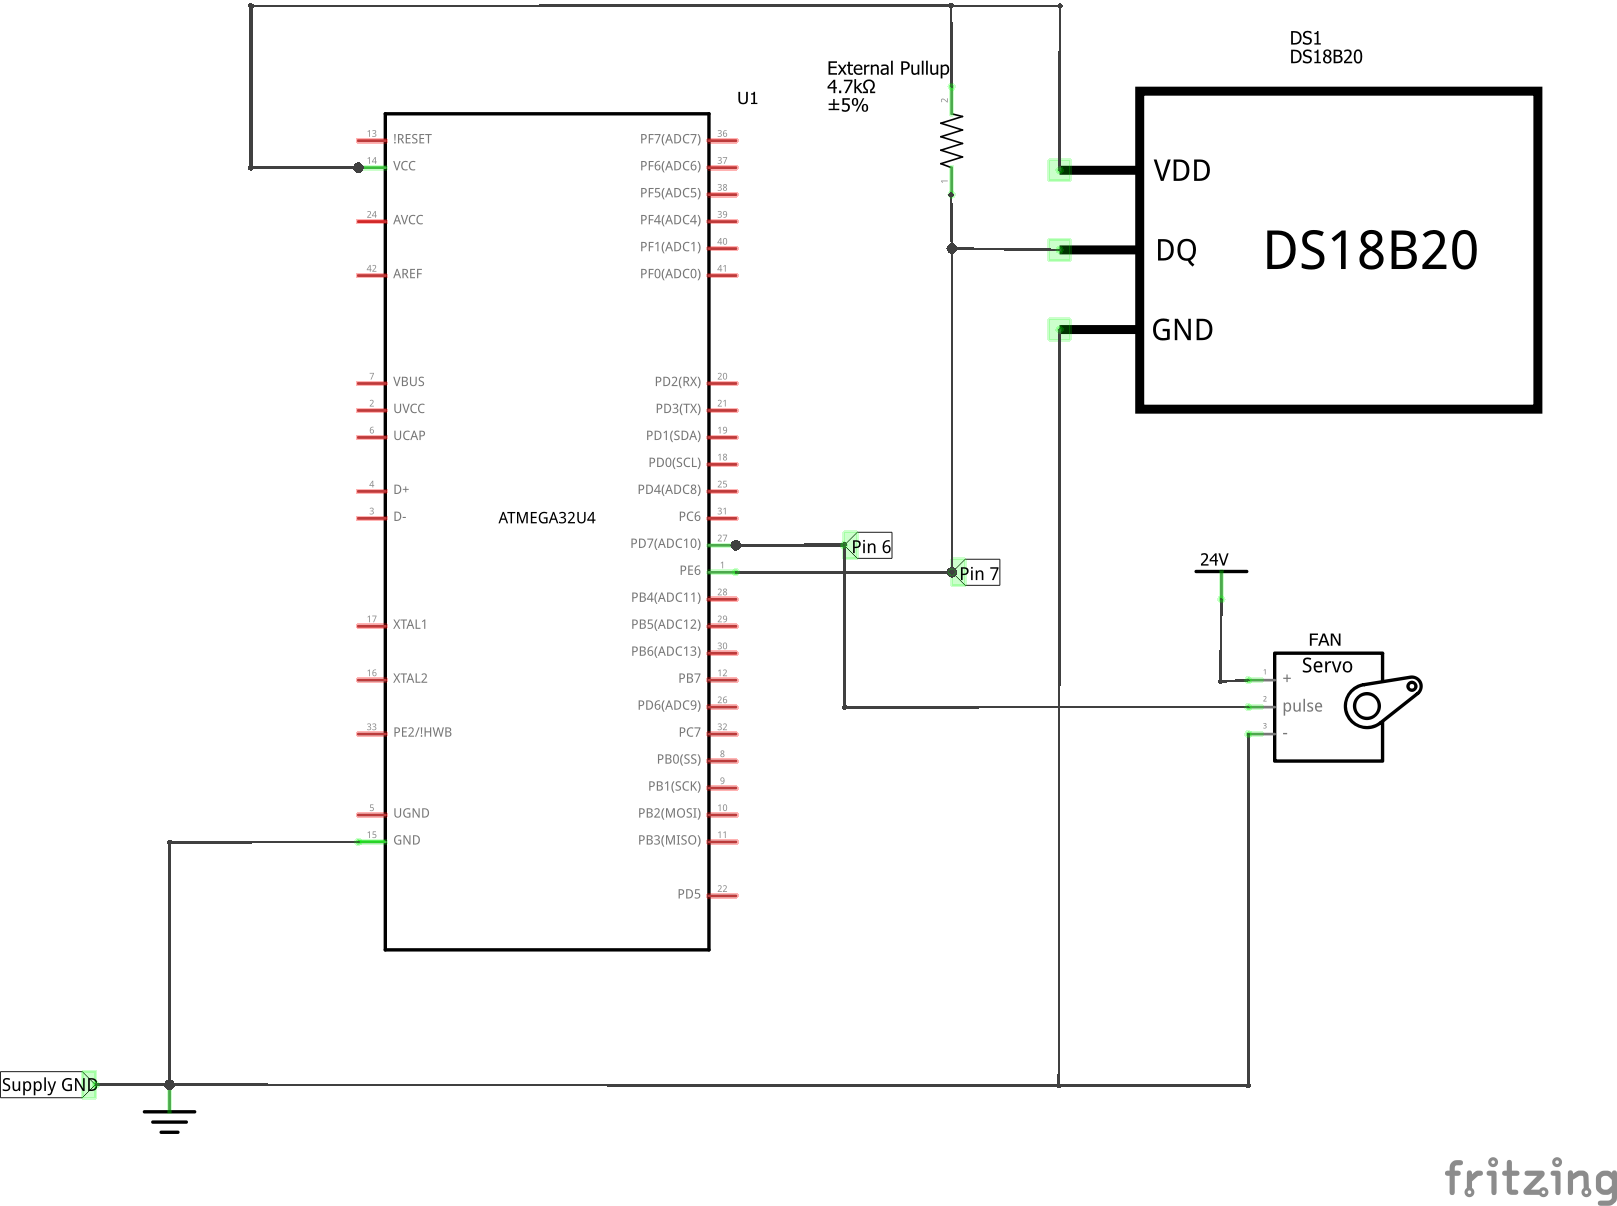 DS1
DS18B20
External Pullup
4.7kΩ
±5%
2
1
U1
ATMEGA32U4
13 !RESET
14 VCC
24 AVCC
42 AREF
7 VBUS
2 UVCC
6 UCAP
4 D+
3 D-
17 XTAL1
16 XTAL2
33 PE2/!HWB
5 UGND
15 GND
PF7(ADC7) 36
PF6(ADC6) 37
PF5(ADC5) 38
PF4(ADC4) 39
PF1(ADC1) 40
PF0(ADC0) 41
PD2(RX) 20
PD3(TX) 21
PD1(SDA) 19
PD0(SCL) 18
PD4(ADC8) 25
PC6 31
PD7(ADC10) 27
PE6 1
PB4(ADC11) 28
PB5(ADC12) 29
PB6(ADC13) 30
PB7 12
PD6(ADC9) 26
PC7 32
PB0(SS) 8
PB1(SCK) 9
PB2(MOSI) 10
PB3(MISO) 11
PD5 22
VDD
DQ
GND
DS18B20
Pin 6
Pin 7
24V
FAN
Servo
1 +
2 pulse
3 -
Supply GND
fritzing